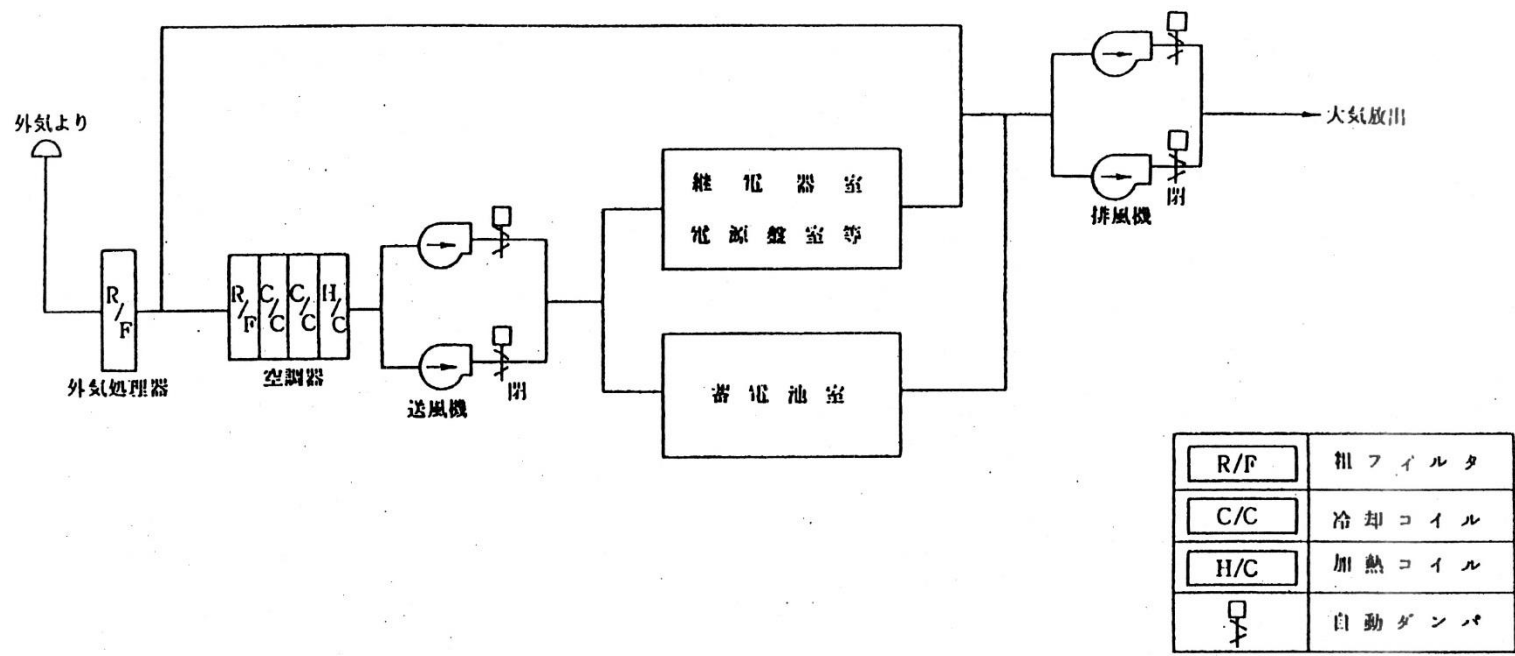 外気より
R/F
外気処理器
R/F
C/C
C/C
H/C
空調器
送風機
閉
継電器室
電源盤室等
蓄電池室
排風機
閉
大気放出
R/F 粗フィルタ
C/C 冷却コイル
H/C 加熱コイル
自動ダンパ